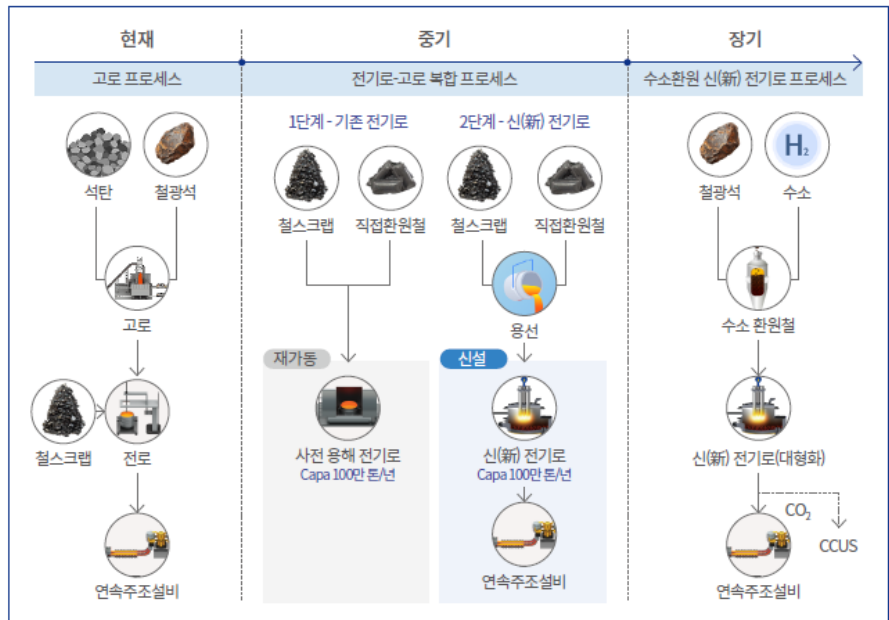 현재
중기
장기
고로 프로세스
전기로-고로 복합 프로세스
수소환원 신(新) 전기로 프로세스
석탄
철광석
고로
철스크랩
전로
연속주조설비
1단계 - 기존 전기로
철스크랩
직접환원철
재가동
사전 용해 전기로
Capa 100만 톤/년
2단계 - 신(新) 전기로
철스크랩
직접환원철
용선
신설
신(新) 전기로
Capa 100만 톤/년
연속주조설비
철광석
H₂
수소
수소 환원철
신(新) 전기로(대형화)
CO₂
CCUS
연속주조설비